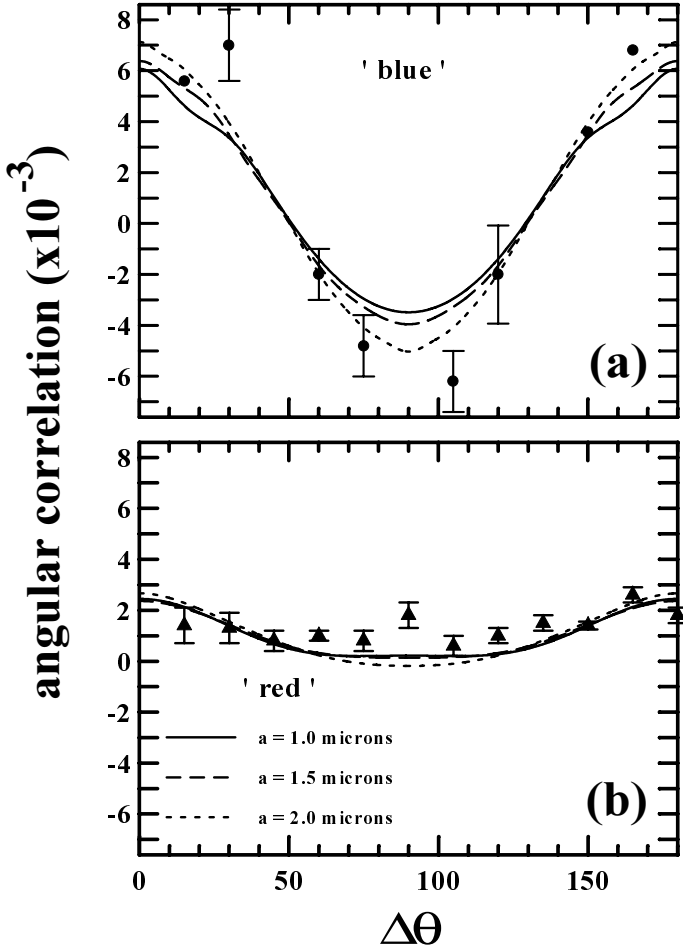 angular correlation (x10⁻³)
8
6
4
2
0
-2
-4
-6
' blue '
(a)
8
6
4
2
0
-2
-4
-6
' red '
a = 1.0 microns
a = 1.5 microns
a = 2.0 microns
(b)
0 50 100 150
Δθ